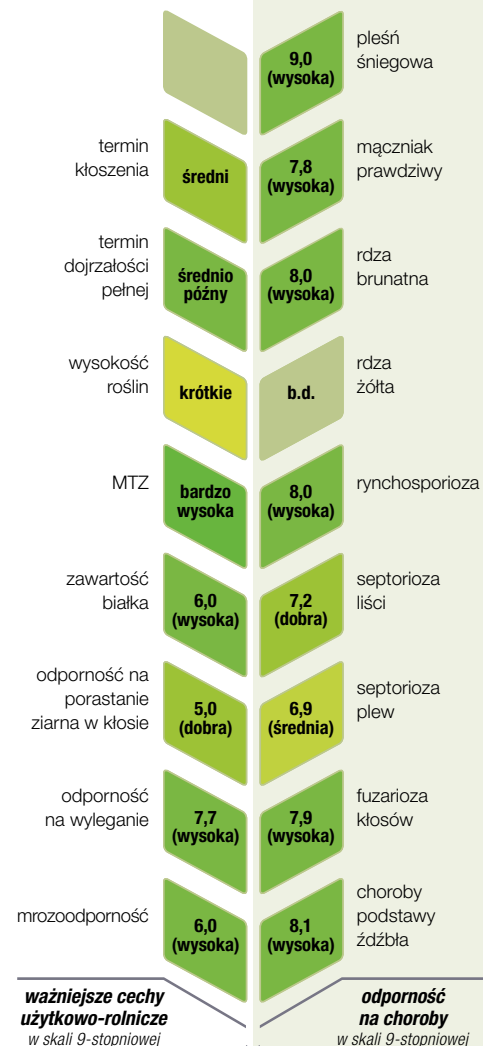 9,0
(wysoka)
pleśń
śniegowa
termin
kłoszenia
średni
7,8
(wysoka)
mączniak
prawdziwy
termin
dojrzałości
pełnej
średnio
późny
8,0
(wysoka)
rdza
brunatna
wysokość
roślin
krótkie
b.d.
rdza
żółta
MTZ
bardzo
wysoka
8,0
(wysoka)
rynchosporioza
zawartość
białka
6,0
(wysoka)
7,2
(dobra)
septorioza
liści
odporność na
porastanie
ziarna w kłosie
5,0
(dobra)
6,9
(średnia)
septorioza
plew
odporność
na wyleganie
7,7
(wysoka)
7,9
(wysoka)
fuzarioza
kłosów
mrozoodporność
6,0
(wysoka)
8,1
(wysoka)
choroby
podstawy
źdźbła
ważniejsze cechy
użytkowo-rolnicze
w skali 9-stopniowej
odporność
na choroby
w skali 9-stopniowej